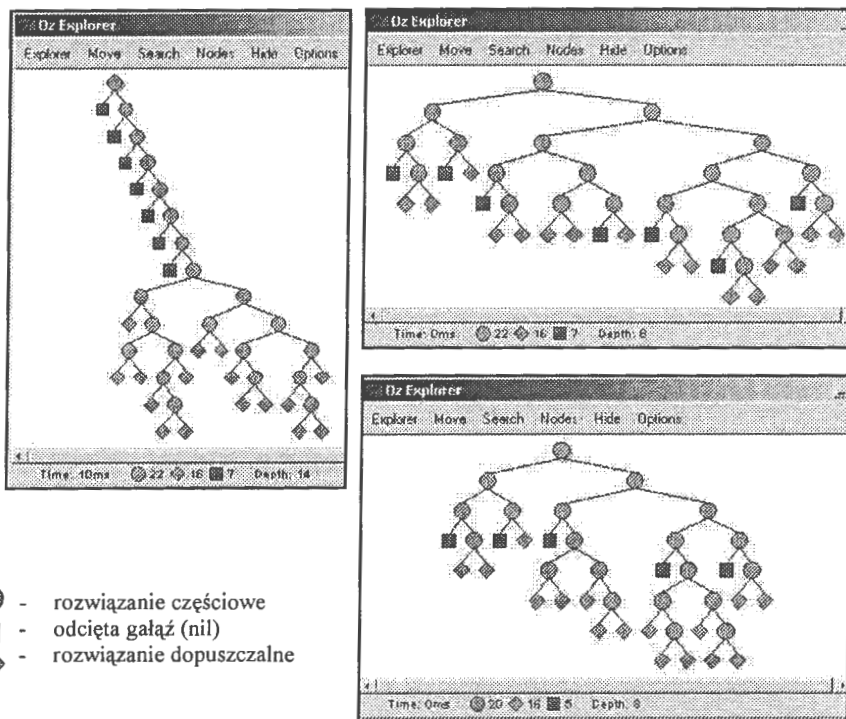 Oz Explorer
Explorer Move Search Nodes Hide Options
Time: 10ms 22 16 7 Depth: 14
Oz Explorer
Explorer Move Search Nodes Hide Options
Time: 0ms 22 16 7 Depth: 8
Oz Explorer
Explorer Move Search Nodes Hide Options
Time: 0ms 20 16 5 Depth: 8
- rozwiązanie częściowe
- odcięta gałąź (nil)
- rozwiązanie dopuszczalne